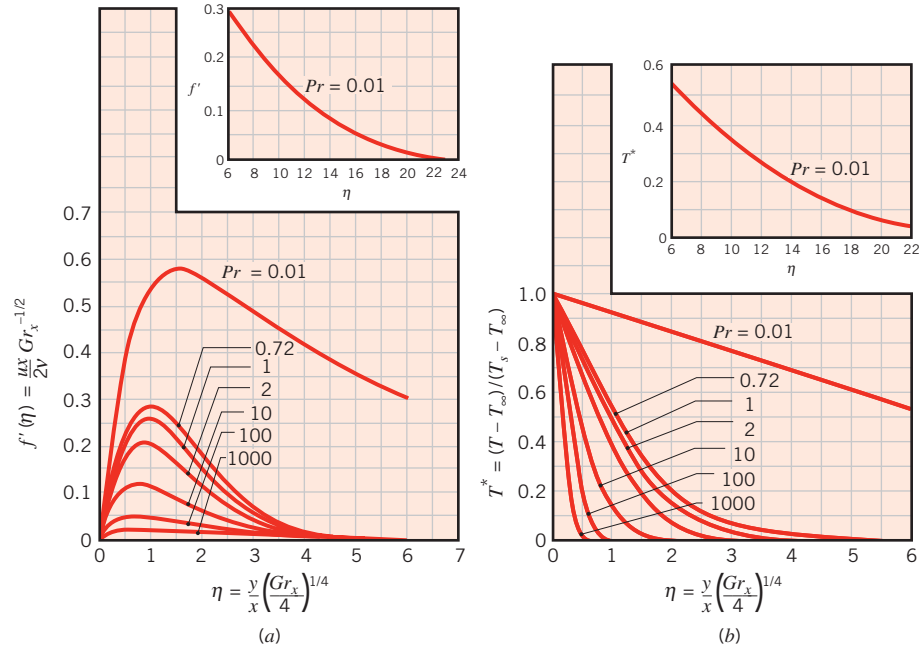 0.3
0.2
f'
0.1
0
Pr = 0.01
6 8 10 12 14 16 18 20 22 24
η
0.7
0.6
0.5
0.4
0.3
0.2
0.1
0
f' (η) = ux/2ν Gr_x^{-1/2}
Pr = 0.01
0.72
1
2
10
100
1000
0 1 2 3 4 5 6 7
η = y/x (Gr_x/4)^{1/4}
(a)
0.6
0.4
T*
0.2
0
Pr = 0.01
6 8 10 12 14 16 18 20 22
η
1.0
0.8
0.6
0.4
0.2
0
T* = (T − T∞)/(T_s − T∞)
Pr = 0.01
0.72
1
2
10
100
1000
0 1 2 3 4 5 6
η = y/x (Gr_x/4)^{1/4}
(b)